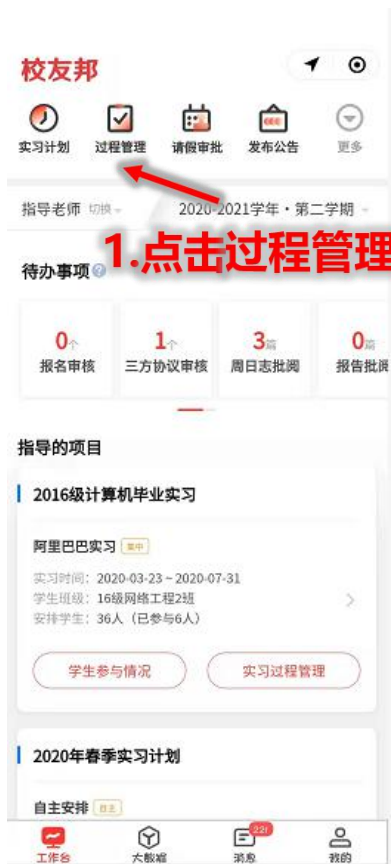 校友邦
实习计划 过程管理 请假审批 发布公告 更多
指导老师 切换 2020-2021学年·第二学期
1.点击过程管理
待办事项
0个 1个 3篇 0篇
报名审核 三方协议审核 周日志批阅 报告批阅
指导的项目
2016级计算机毕业实习
阿里巴巴实习 集中
实习时间：2020-03-23 ~ 2020-07-31
学生班级：16级网络工程2班
安排学生：36人（已参与6人）
学生参与情况 实习过程管理
2020年春季实习计划
自主安排 自主
221
工作台 大数据 消息 我的